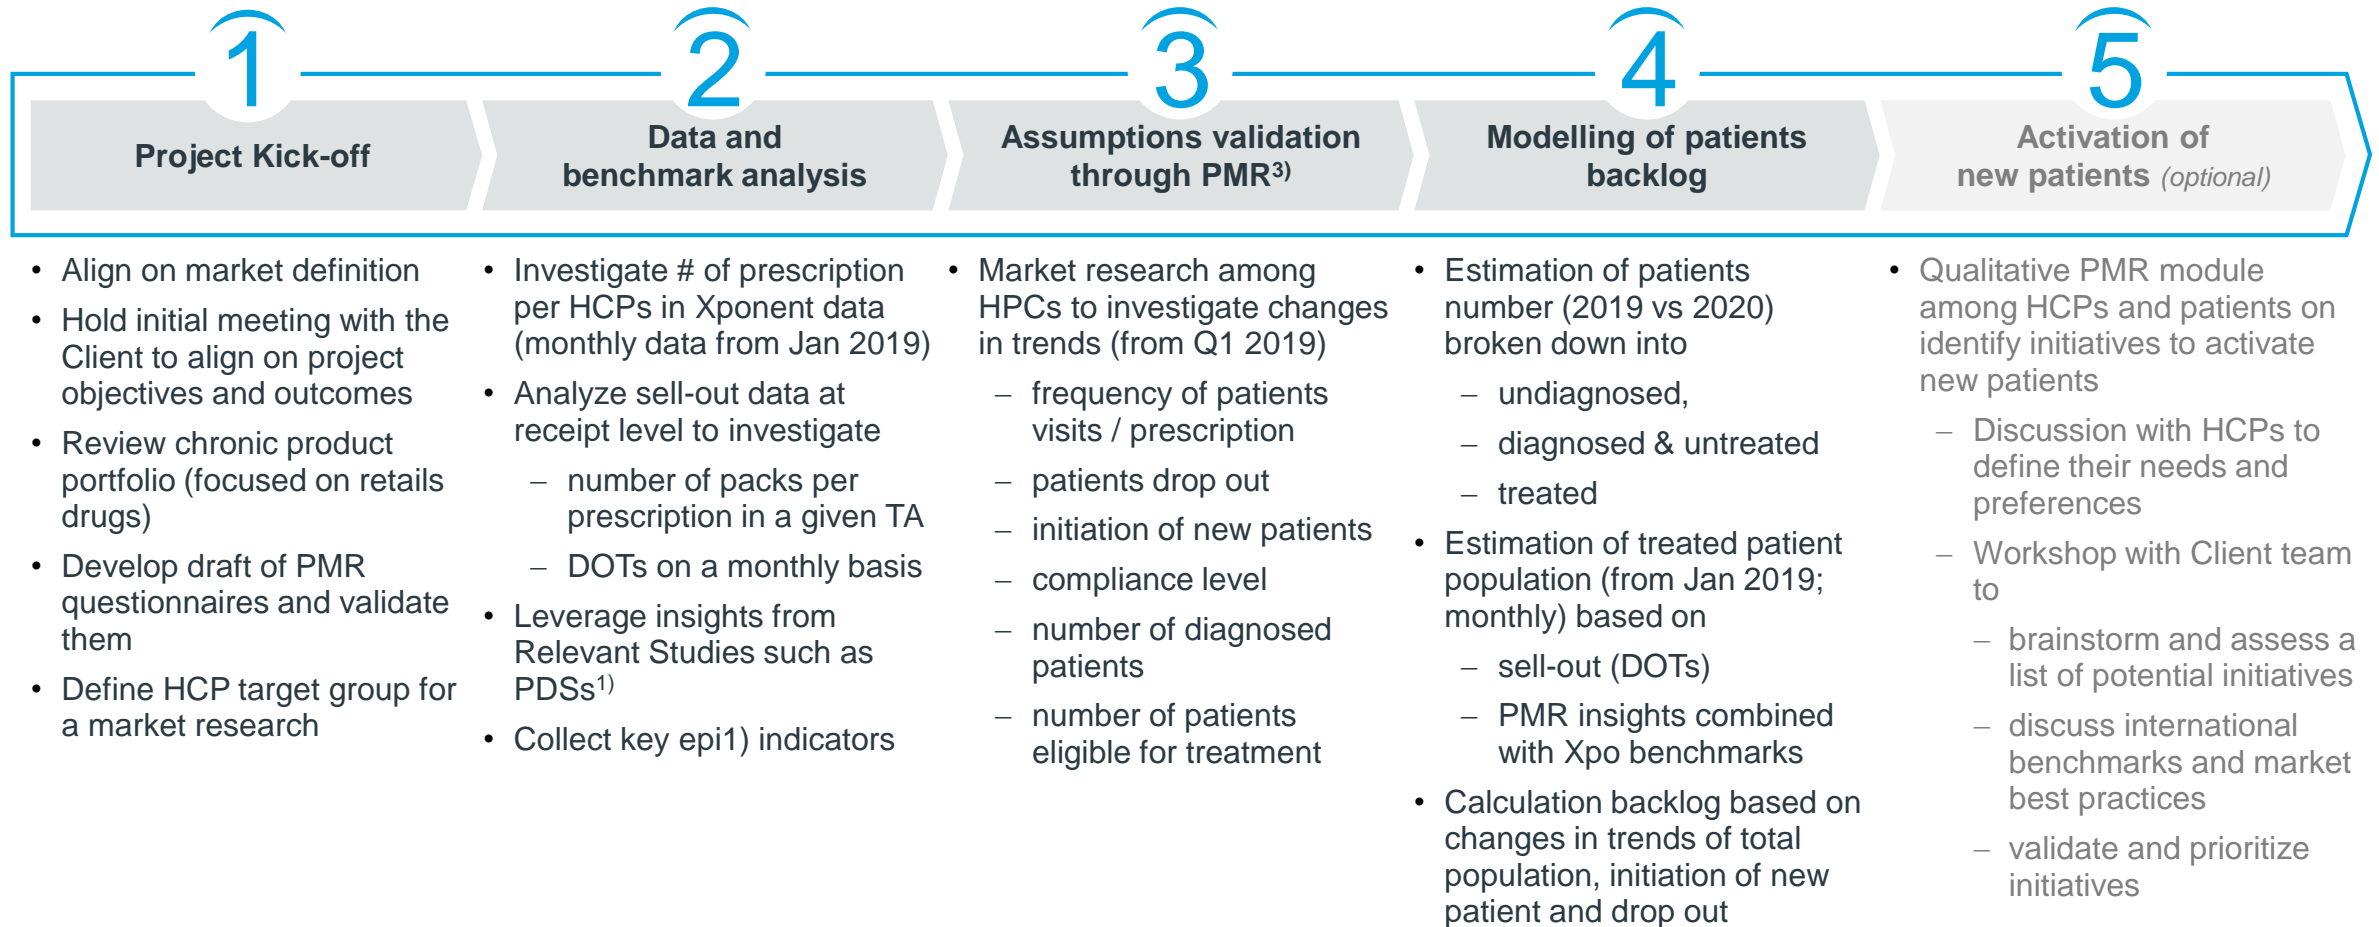 1
Project Kick-off
• Align on market definition
• Hold initial meeting with the
Client to align on project
objectives and outcomes
• Review chronic product
portfolio (focused on retails
drugs)
• Develop draft of PMR
questionnaires and validate
them
• Define HCP target group for
a market research
2
Data and
benchmark analysis
• Investigate # of prescription
per HCPs in Xponent data
(monthly data from Jan 2019)
• Analyze sell-out data at
receipt level to investigate
– number of packs per
prescription in a given TA
– DOTs on a monthly basis
• Leverage insights from
Relevant Studies such as
PDSs1)
• Collect key epi1) indicators
3
Assumptions validation
through PMR3)
• Market research among
HPCs to investigate changes
in trends (from Q1 2019)
– frequency of patients
visits / prescription
– patients drop out
– initiation of new patients
– compliance level
– number of diagnosed
patients
– number of patients
eligible for treatment
4
Modelling of patients
backlog
• Estimation of patients
number (2019 vs 2020)
broken down into
– undiagnosed,
– diagnosed & untreated
– treated
• Estimation of treated patient
population (from Jan 2019;
monthly) based on
– sell-out (DOTs)
– PMR insights combined
with Xpo benchmarks
• Calculation backlog based on
changes in trends of total
population, initiation of new
patient and drop out
5
Activation of
new patients (optional)
• Qualitative PMR module
among HCPs and patients on
identify initiatives to activate
new patients
– Discussion with HCPs to
define their needs and
preferences
– Workshop with Client team
to
– brainstorm and assess a
list of potential initiatives
– discuss international
benchmarks and market
best practices
– validate and prioritize
initiatives